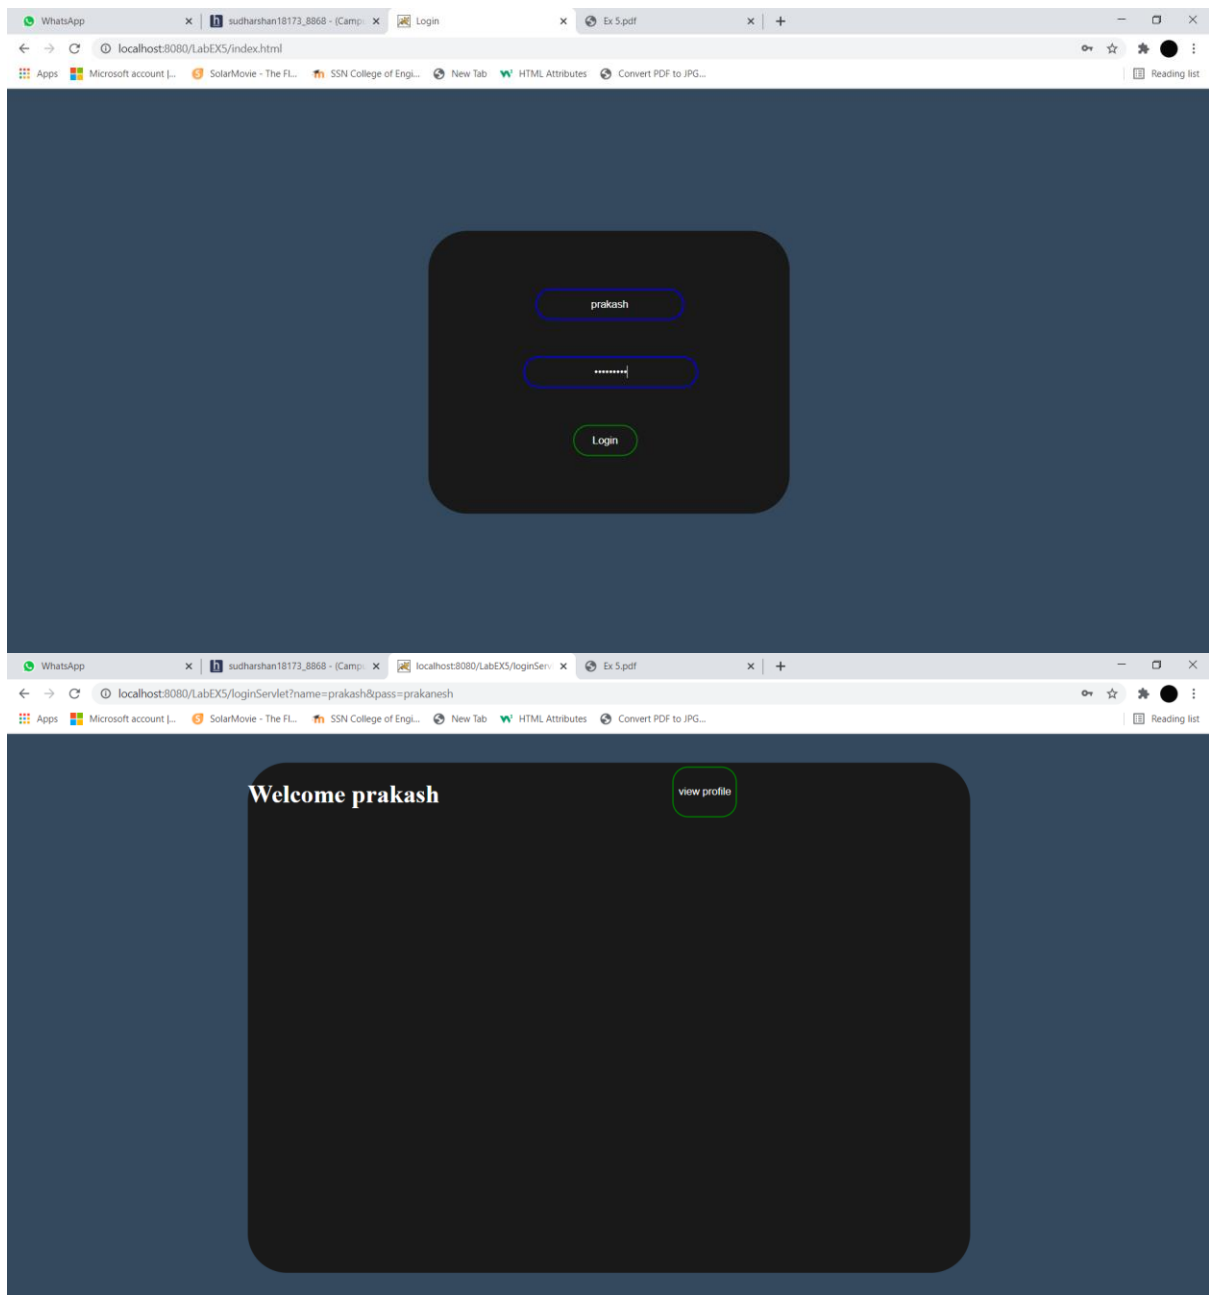 WhatsApp
sudharshan18173_8868 - (Camp
Login
Ex 5.pdf
localhost:8080/LabEX5/index.html
Apps
Microsoft account |...
SolarMovie - The Fl...
SSN College of Engi...
New Tab
HTML Attributes
Convert PDF to JPG...
Reading list
prakash
•••••••••
Login
WhatsApp
sudharshan18173_8868 - (Camp
localhost:8080/LabEX5/loginServ
Ex 5.pdf
localhost:8080/LabEX5/loginServlet?name=prakash&pass=prakanesh
Apps
Microsoft account |...
SolarMovie - The Fl...
SSN College of Engi...
New Tab
HTML Attributes
Convert PDF to JPG...
Reading list
Welcome prakash
view profile